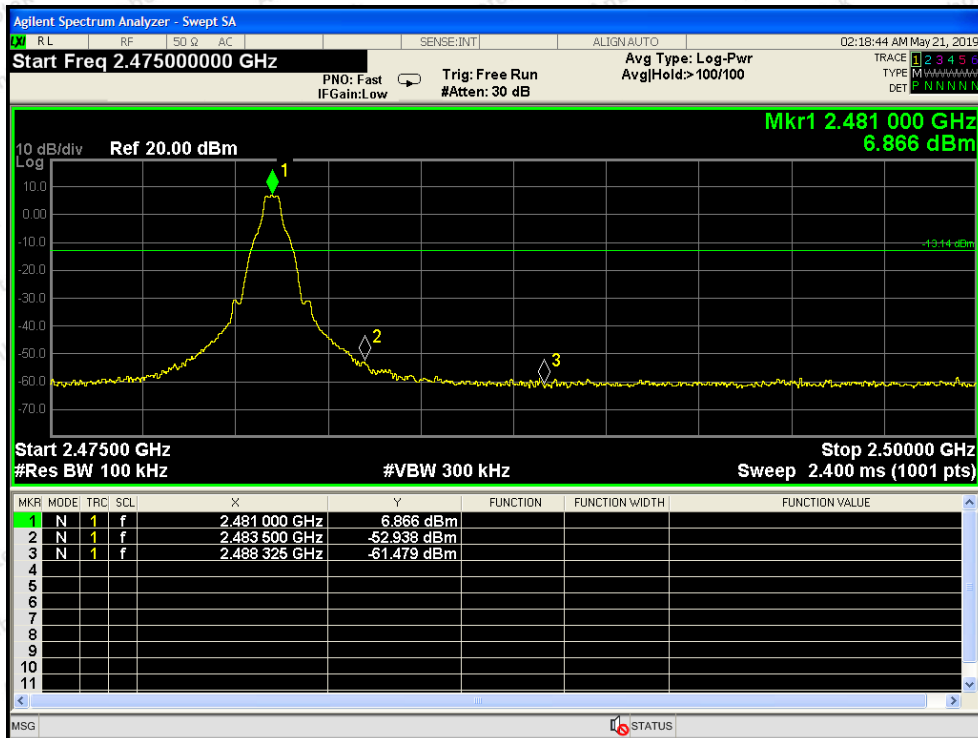 Agilent Spectrum Analyzer - Swept SA
LXI RL RF 50 Ω AC SENSE:INT ALIGN AUTO 02:18:44 AM May 21, 2019
Start Freq 2.475000000 GHz
Avg Type: Log-Pwr
TRACE 1 2 3 4 5 6
PNO: Fast
Trig: Free Run
Avg|Hold:> 100/100
TYPE MWWWWW
IFGain:Low
#Atten: 30 dB
DET P N N N N N
Mkr1 2.481 000 GHz
10 dB/div Ref 20.00 dBm 6.866 dBm
Log
1
10.0
0.00
-10.0
-13.14 dBm
-20.0
-30.0
-40.0
2
-50.0
3
-60.0
-70.0
Start 2.47500 GHz Stop 2.50000 GHz
#Res BW 100 kHz #VBW 300 kHz Sweep 2.400 ms (1001 pts)
MKR MODE TRC SCL X Y FUNCTION FUNCTION WIDTH FUNCTION VALUE
1 N 1 f 2.481 000 GHz 6.866 dBm
2 N 1 f 2.483 500 GHz -52.938 dBm
3 N 1 f 2.488 325 GHz -61.479 dBm
4
5
6
7
8
9
10
11
MSG STATUS